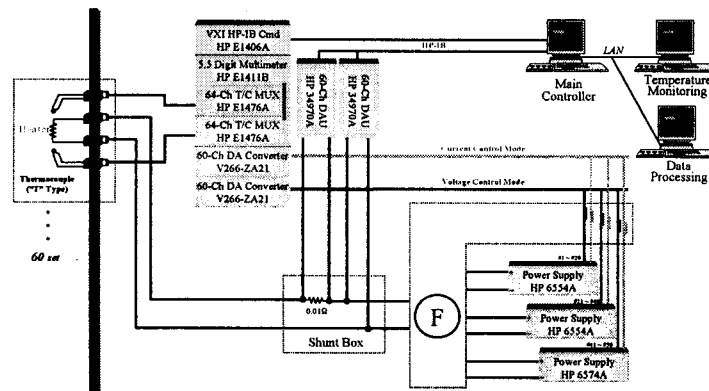 VXI HP-IB Cmd
HP E1406A
5.5 Digit Multimeter
HP E1411B
64-Ch T/C MUX
HP E1476A
64-Ch T/C MUX
HP E1476A
60-Ch DA Converter
V266-ZA21
60-Ch DA Converter
V266-ZA21
HP-IB
60-Ch DAU
HP 34970A
60-Ch DAU
HP 34970A
Main
Controller
LAN
Temperature
Monitoring
Data
Processing
Heater
Thermocouple
("T" Type)
60 set
Current Control Mode
Voltage Control Mode
0.01Ω
Shunt Box
F
#1 ~ #20
Power Supply
HP 6554A
Power Supply
HP 6554A
Power Supply
HP 6574A